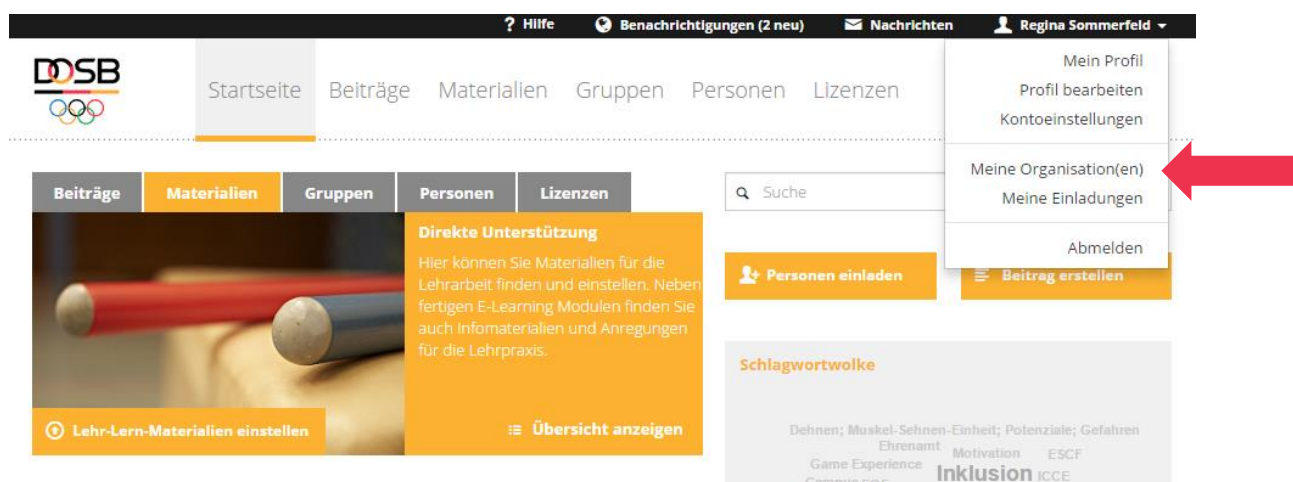 ? Hilfe
Benachrichtigungen (2 neu)
Nachrichten
Regina Sommerfeld
Mein Profil
Profil bearbeiten
Kontoeinstellungen
Meine Organisation(en)
Meine Einladungen
Abmelden
DOSB
Startseite
Beiträge
Materialien
Gruppen
Personen
Lizenzen
Beiträge
Materialien
Gruppen
Personen
Lizenzen
Direkte Unterstützung
Hier können Sie Materialien für die
Lehrarbeit finden und einstellen. Neben
fertigen E-Learning Modulen finden Sie
auch Infomaterialien und Anregungen
für die Lehrpraxis.
Lehr-Lern-Materialien einstellen
Übersicht anzeigen
Suche
Personen einladen
Beitrag erstellen
Schlagwortwolke
Dehnen; Muskel-Sehnen-Einheit; Potenziale; Gefahren
Ehrenamt
Motivation
ESCF
Game Experience
Inklusion
ICCE